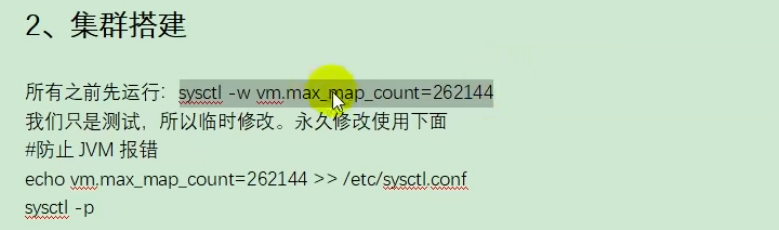 2、集群搭建
所有之前先运行：sysctl -w vm.max_map_count=262144
我们只是测试，所以临时修改。永久修改使用下面
#防止 JVM 报错
echo vm.max_map_count=262144 >> /etc/sysctl.conf
sysctl -p